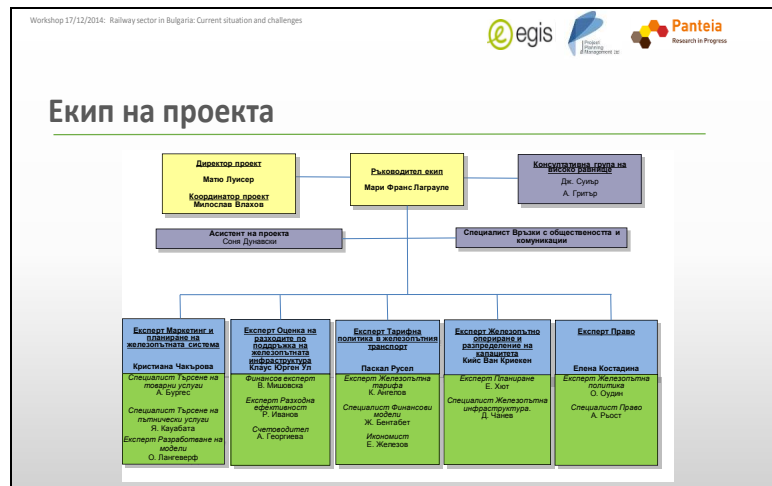 Workshop 17/12/2014: Railway sector in Bulgaria: Current situation and challenges
egis
Project
Planning
Management Ltd
Panteia
Research in Progress
Екип на проекта
Директор проект
Матю Луисер
Координатор проект
Милослав Влахов
Ръководител екип
Мари Франс Лаграуле
Консултативна група на
високо равнище
Дж. Суиър
А. Гритър
Асистент на проекта
Соня Дунавски
Специалист Връзки с обществеността и
комуникации
Експерт Маркетинг и
планиране на
железопътната система
Кристиана Чакърова
Специалист Търсене на
товарни услуги
А. Бургес
Специалист Търсене на
пътнически услуги
Я. Кауабата
Експерт Разработване на
модели
О. Лангеверф
Експерт Оценка на
разходите по
поддръжка на
железопътната
инфраструктура
Клаус Юрген Ул
Финансов експерт
В. Мишовска
Експерт Разходна
ефективност
Р. Иванов
Счетоводител
А. Георгиева
Експерт Тарифна
политика в железопътния
транспорт
Паскал Русел
Експерт Железопътна
тарифа
К. Ангелов
Специалист Финансови
модели
Ж. Бентабет
Икономист
Е. Железов
Експерт Железопътно
опериране и
разпределение на
капацитета
Кийс Ван Криекен
Експерт Планиране
Е. Хют
Специалист Железопътна
инфраструктура.
Д. Чанев
Експерт Право
Елена Костадина
Експерт Железопътна
политика
О. Оудин
Специалист Право
А. Рьост